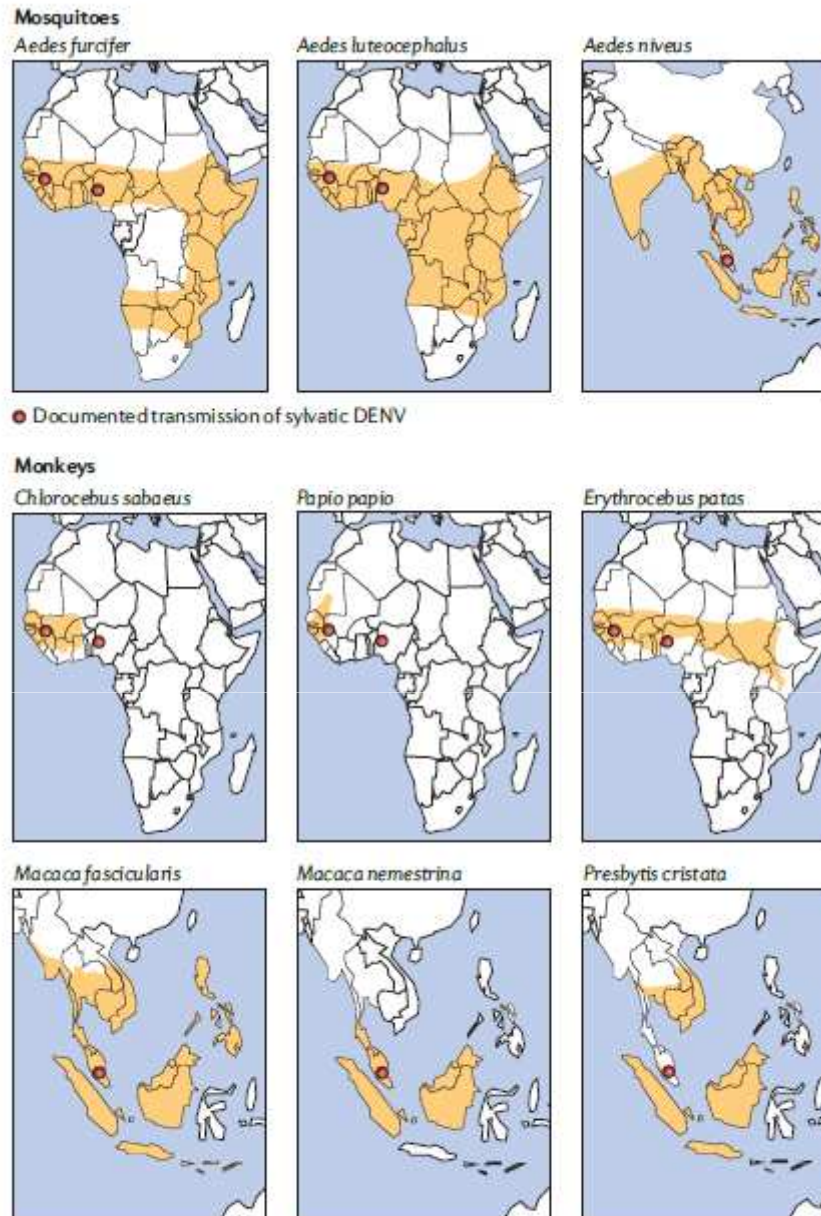 Mosquitoes
Aedes furcifer Aedes luteocephalus Aedes niveus
Documented transmission of sylvatic DENV
Monkeys
Chlorocebus sabaeus Papio papio Erythrocebus patas
Macaca fascicularis Macaca nemestrina Presbytis cristata